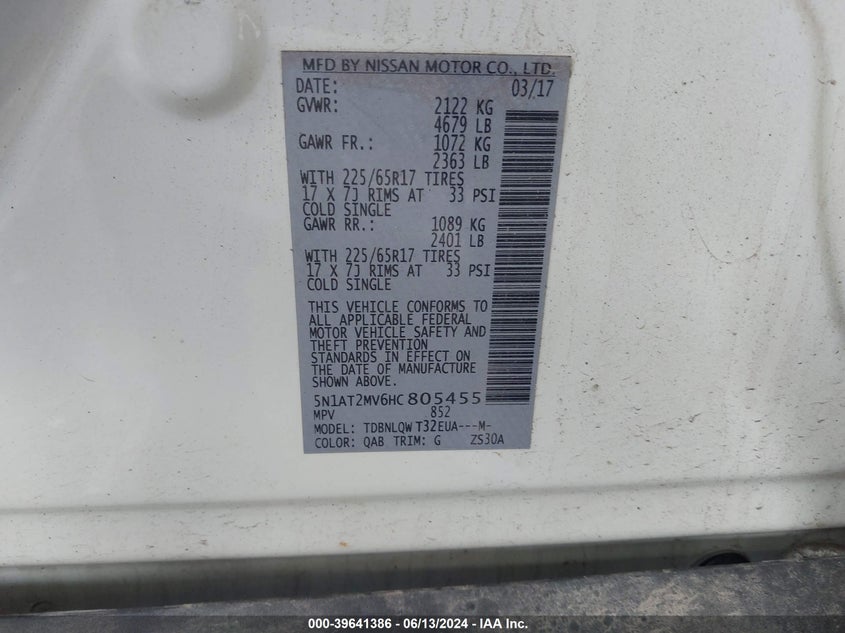 MFD BY NISSAN MOTOR CO., LTD.
DATE: 03/17
GVWR: 2122 KG
4679 LB
GAWR FR.: 1072 KG
2363 LB
WITH 225/65R17 TIRES
17 X 7J RIMS AT 33 PSI
COLD SINGLE
GAWR RR.: 1089 KG
2401 LB
WITH 225/65R17 TIRES
17 X 7J RIMS AT 33 PSI
COLD SINGLE
THIS VEHICLE CONFORMS TO
ALL APPLICABLE FEDERAL
MOTOR VEHICLE SAFETY AND
THEFT PREVENTION
STANDARDS IN EFFECT ON
THE DATE OF MANUFACTURE
SHOWN ABOVE.
5N1AT2MV6HC805455
MPV 852
MODEL: TDBNLQW T32EUA---M-
COLOR: QAB TRIM: G ZS30A
000-39641386 - 06/13/2024 - IAAI Inc.